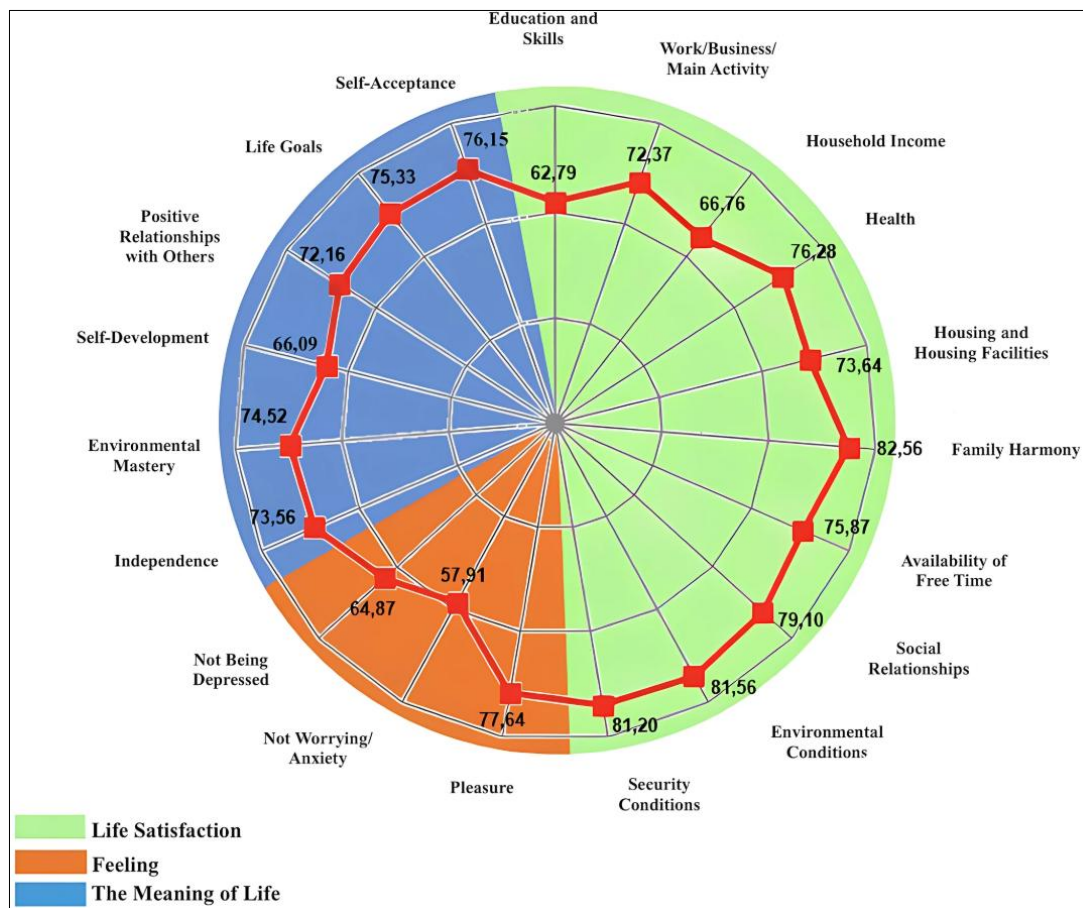 Education and
Skills
Work/Business/
Main Activity
Self-Acceptance
Life Goals
Household Income
Health
Positive
Relationships
with Others
Self-Development
Housing and
Housing Facilities
Environmental
Mastery
Family Harmony
Independence
Availability of
Free Time
Not Being
Depressed
Social
Relationships
Not Worrying/
Anxiety
Environmental
Conditions
Pleasure
Security
Conditions
62,79
72,37
66,76
76,28
73,64
82,56
75,87
79,10
81,56
81,20
77,64
57,91
64,87
73,56
74,52
66,09
72,16
75,33
76,15
Life Satisfaction
Feeling
The Meaning of Life